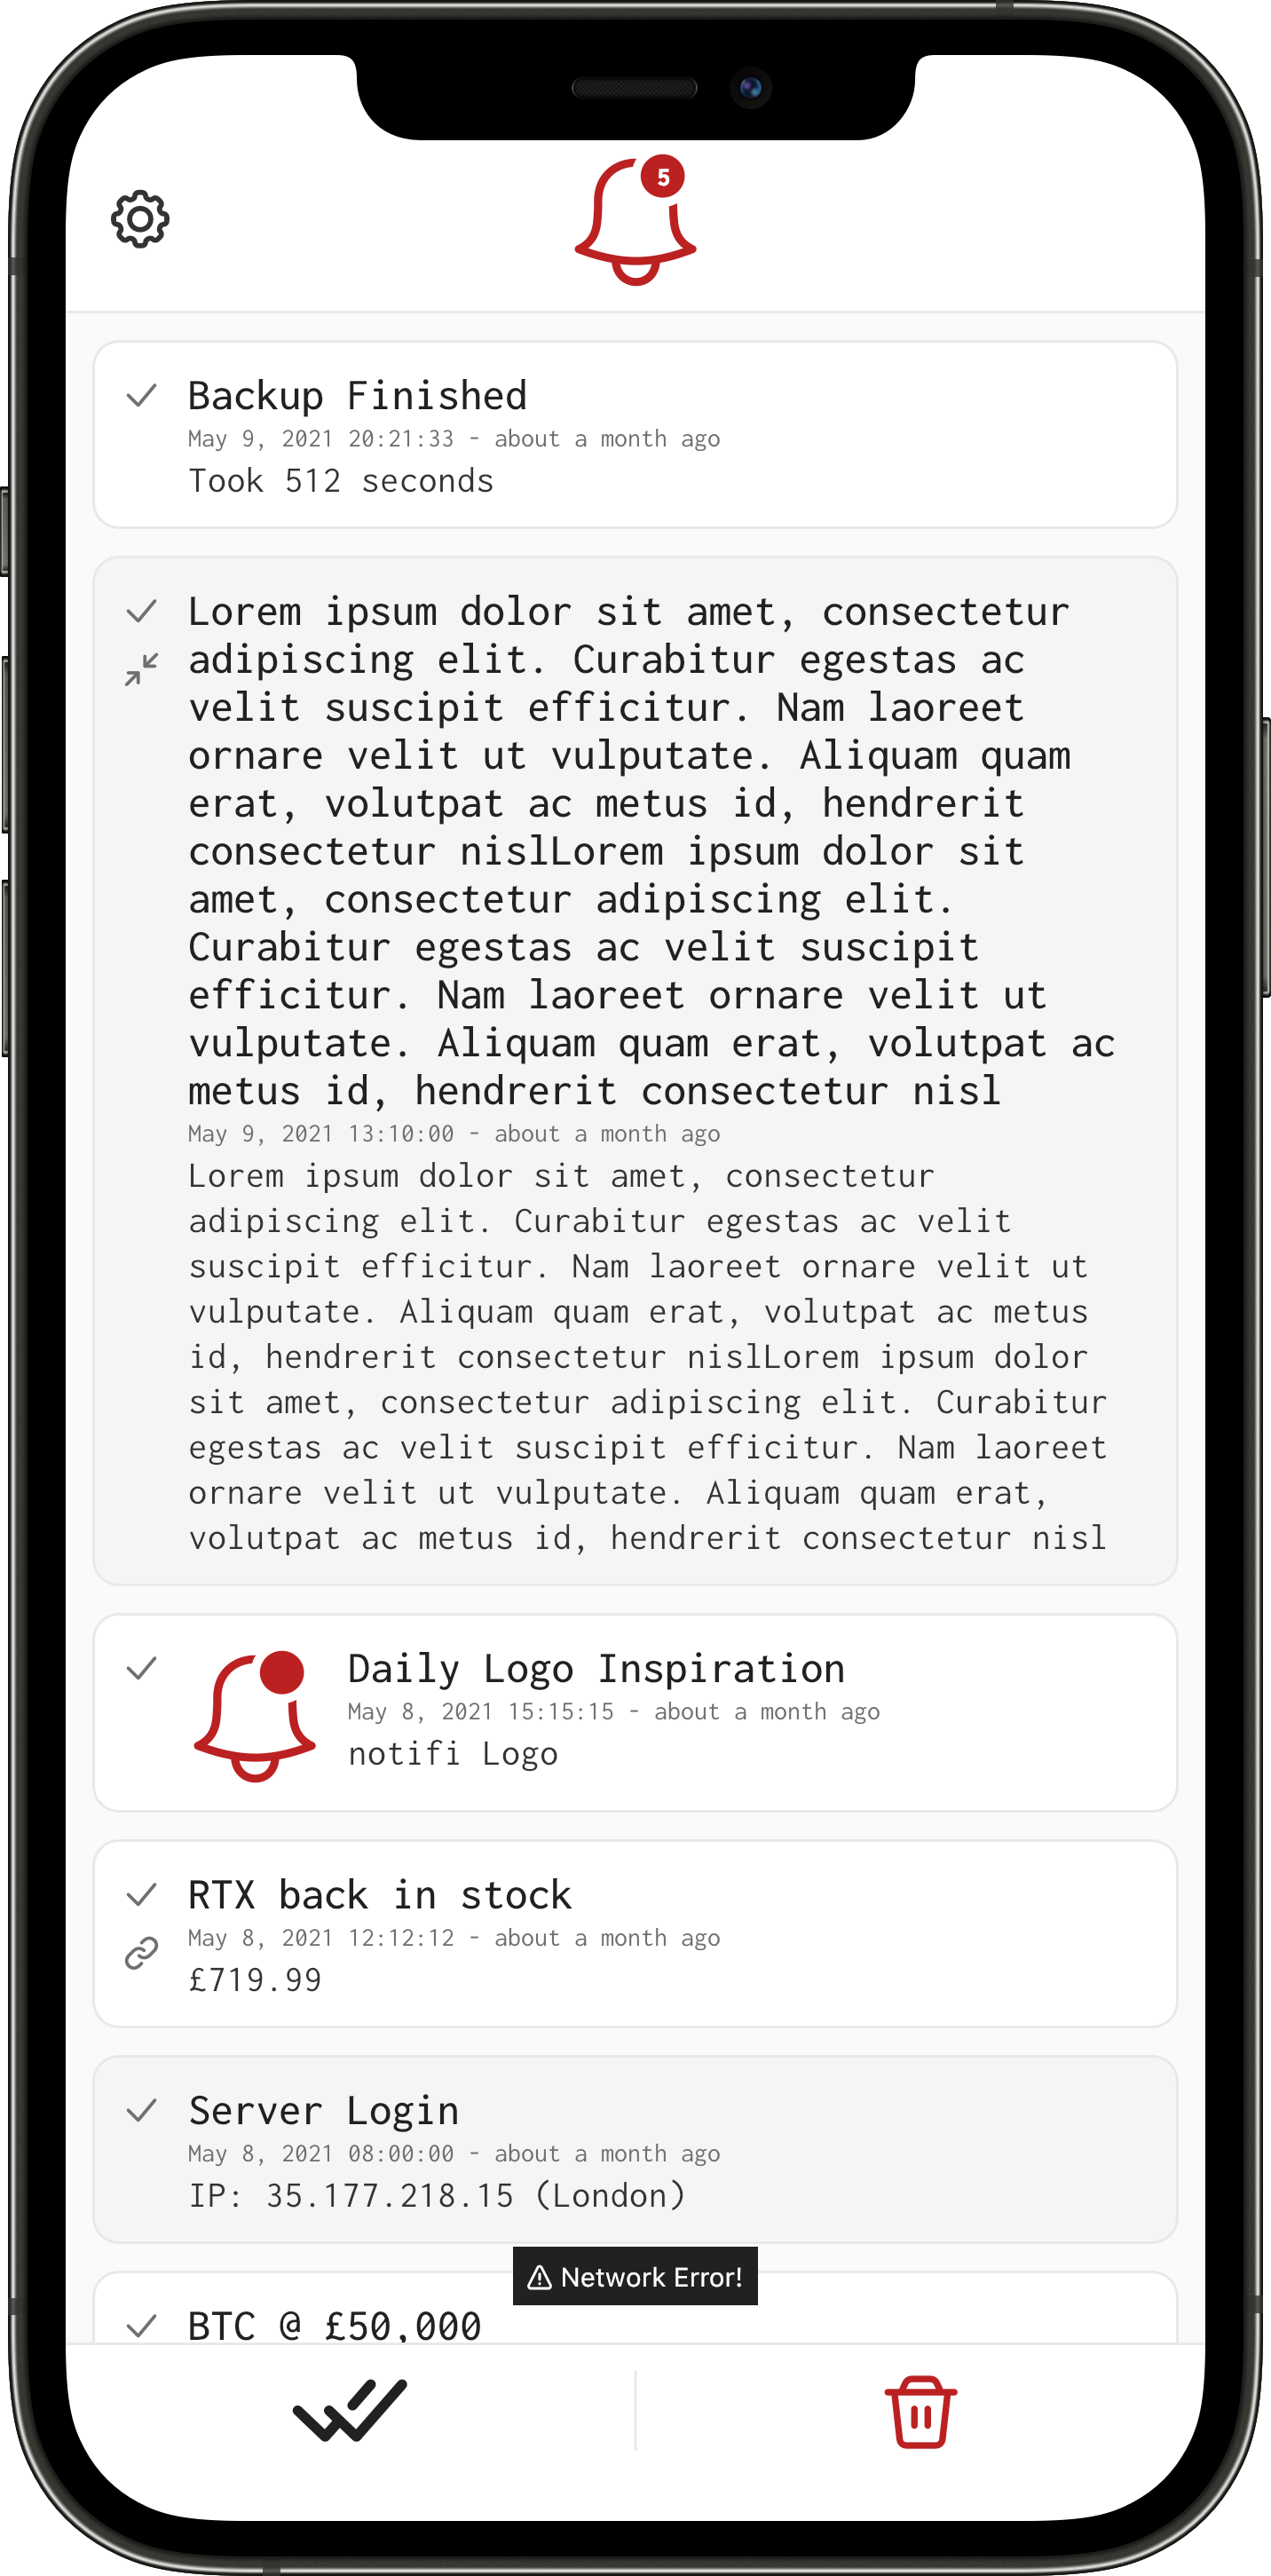 5
Backup Finished
May 9, 2021 20:21:33 - about a month ago
Took 512 seconds
Lorem ipsum dolor sit amet, consectetur
adipiscing elit. Curabitur egestas ac
velit suscipit efficitur. Nam laoreet
ornare velit ut vulputate. Aliquam quam
erat, volutpat ac metus id, hendrerit
consectetur nislLorem ipsum dolor sit
amet, consectetur adipiscing elit.
Curabitur egestas ac velit suscipit
efficitur. Nam laoreet ornare velit ut
vulputate. Aliquam quam erat, volutpat ac
metus id, hendrerit consectetur nisl
May 9, 2021 13:10:00 - about a month ago
Lorem ipsum dolor sit amet, consectetur
adipiscing elit. Curabitur egestas ac velit
suscipit efficitur. Nam laoreet ornare velit ut
vulputate. Aliquam quam erat, volutpat ac metus
id, hendrerit consectetur nislLorem ipsum dolor
sit amet, consectetur adipiscing elit. Curabitur
egestas ac velit suscipit efficitur. Nam laoreet
ornare velit ut vulputate. Aliquam quam erat,
volutpat ac metus id, hendrerit consectetur nisl
Daily Logo Inspiration
May 8, 2021 15:15:15 - about a month ago
notifi Logo
RTX back in stock
May 8, 2021 12:12:12 - about a month ago
£719.99
Server Login
May 8, 2021 08:00:00 - about a month ago
IP: 35.177.218.15 (London)
Network Error!
BTC @ £50,000